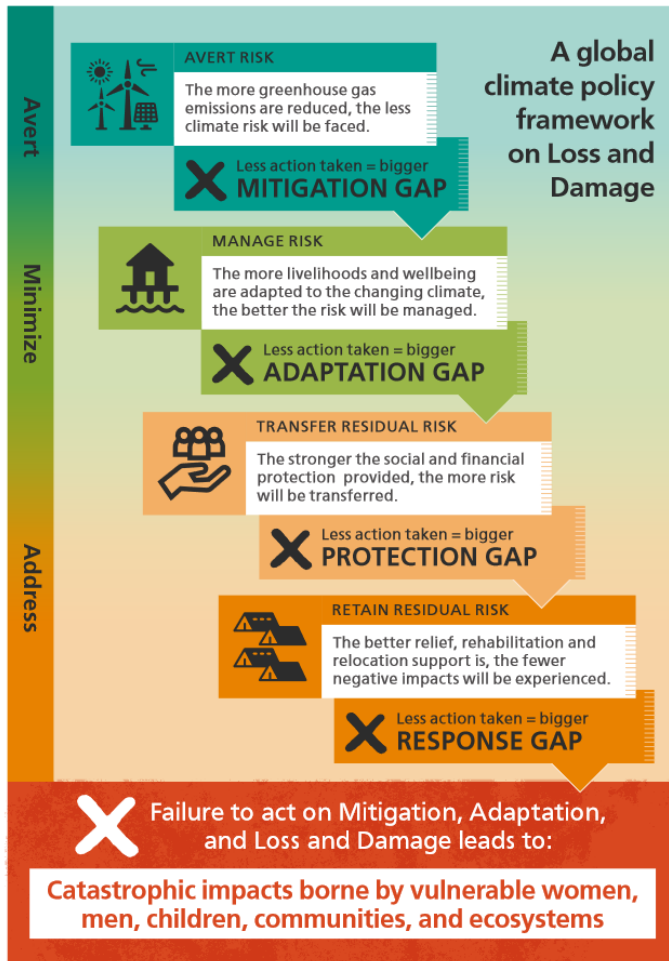 A global
climate policy
framework
on Loss and
Damage
Avert
AVERT RISK
The more greenhouse gas
emissions are reduced, the less
climate risk will be faced.
Less action taken = bigger
MITIGATION GAP
Minimize
MANAGE RISK
The more livelihoods and wellbeing
are adapted to the changing climate,
the better the risk will be managed.
Less action taken = bigger
ADAPTATION GAP
Address
TRANSFER RESIDUAL RISK
The stronger the social and financial
protection provided, the more risk
will be transferred.
Less action taken = bigger
PROTECTION GAP
RETAIN RESIDUAL RISK
The better relief, rehabilitation and
relocation support is, the fewer
negative impacts will be experienced.
Less action taken = bigger
RESPONSE GAP
Failure to act on Mitigation, Adaptation,
and Loss and Damage leads to:
Catastrophic impacts borne by vulnerable women,
men, children, communities, and ecosystems